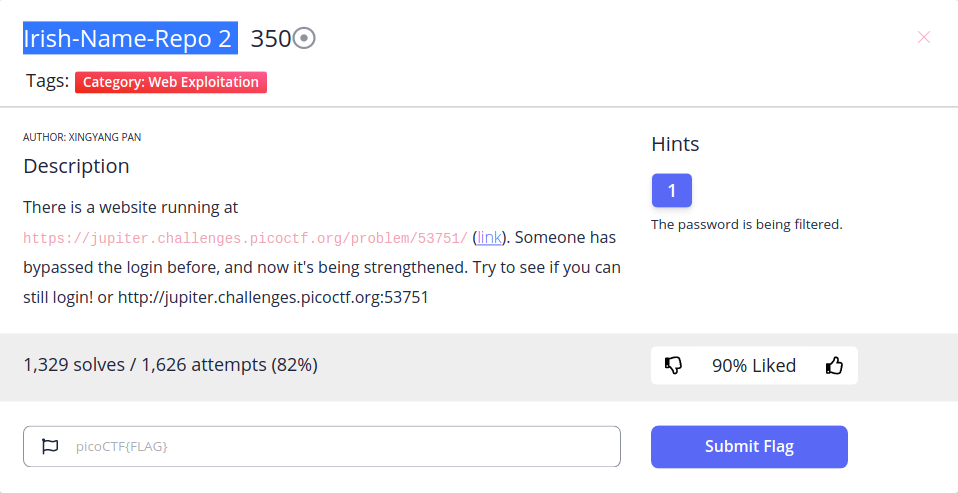 Irish-Name-Repo 2 350
Tags: Category: Web Exploitation
AUTHOR: XINGYANG PAN
Description
There is a website running at
https://jupiter.challenges.picoctf.org/problem/53751/ (link). Someone has
bypassed the login before, and now it's being strengthened. Try to see if you can
still login! or http://jupiter.challenges.picoctf.org:53751
Hints
1
The password is being filtered.
1,329 solves / 1,626 attempts (82%)
90% Liked
picoCTF{FLAG}
Submit Flag